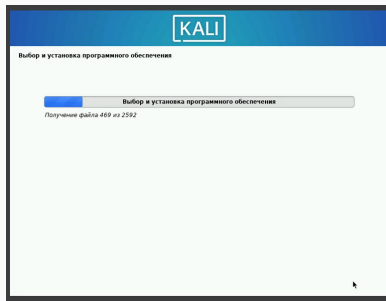 KALI
Выбор и установка программного обеспечения
Выбор и установка программного обеспечения
Получение файла 469 из 2592